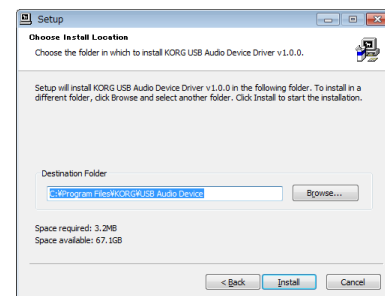 Setup
Choose Install Location
Choose the folder in which to install KORG USB Audio Device Driver v1.0.0.
Setup will install KORG USB Audio Device Driver v1.0.0 in the following folder. To install in a
different folder, click Browse and select another folder. Click Install to start the installation.
Destination Folder
C:¥Program Files¥KORG¥USB Audio Device
Browse...
Space required: 3.2MB
Space available: 67.1GB
< Back Install Cancel